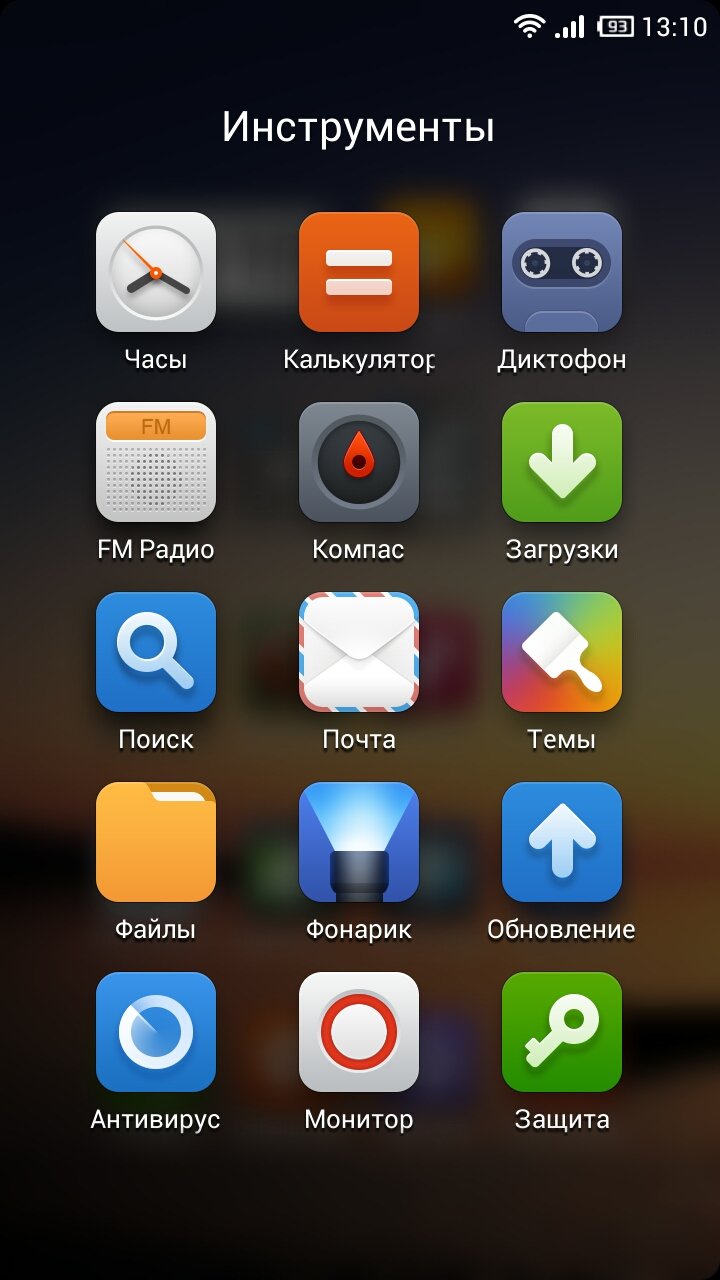 93 13:10
Инструменты
Часы Калькулятор Диктофон
FM
FM Радио Компас Загрузки
Поиск Почта Темы
Файлы Фонарик Обновление
Антивирус Монитор Защита